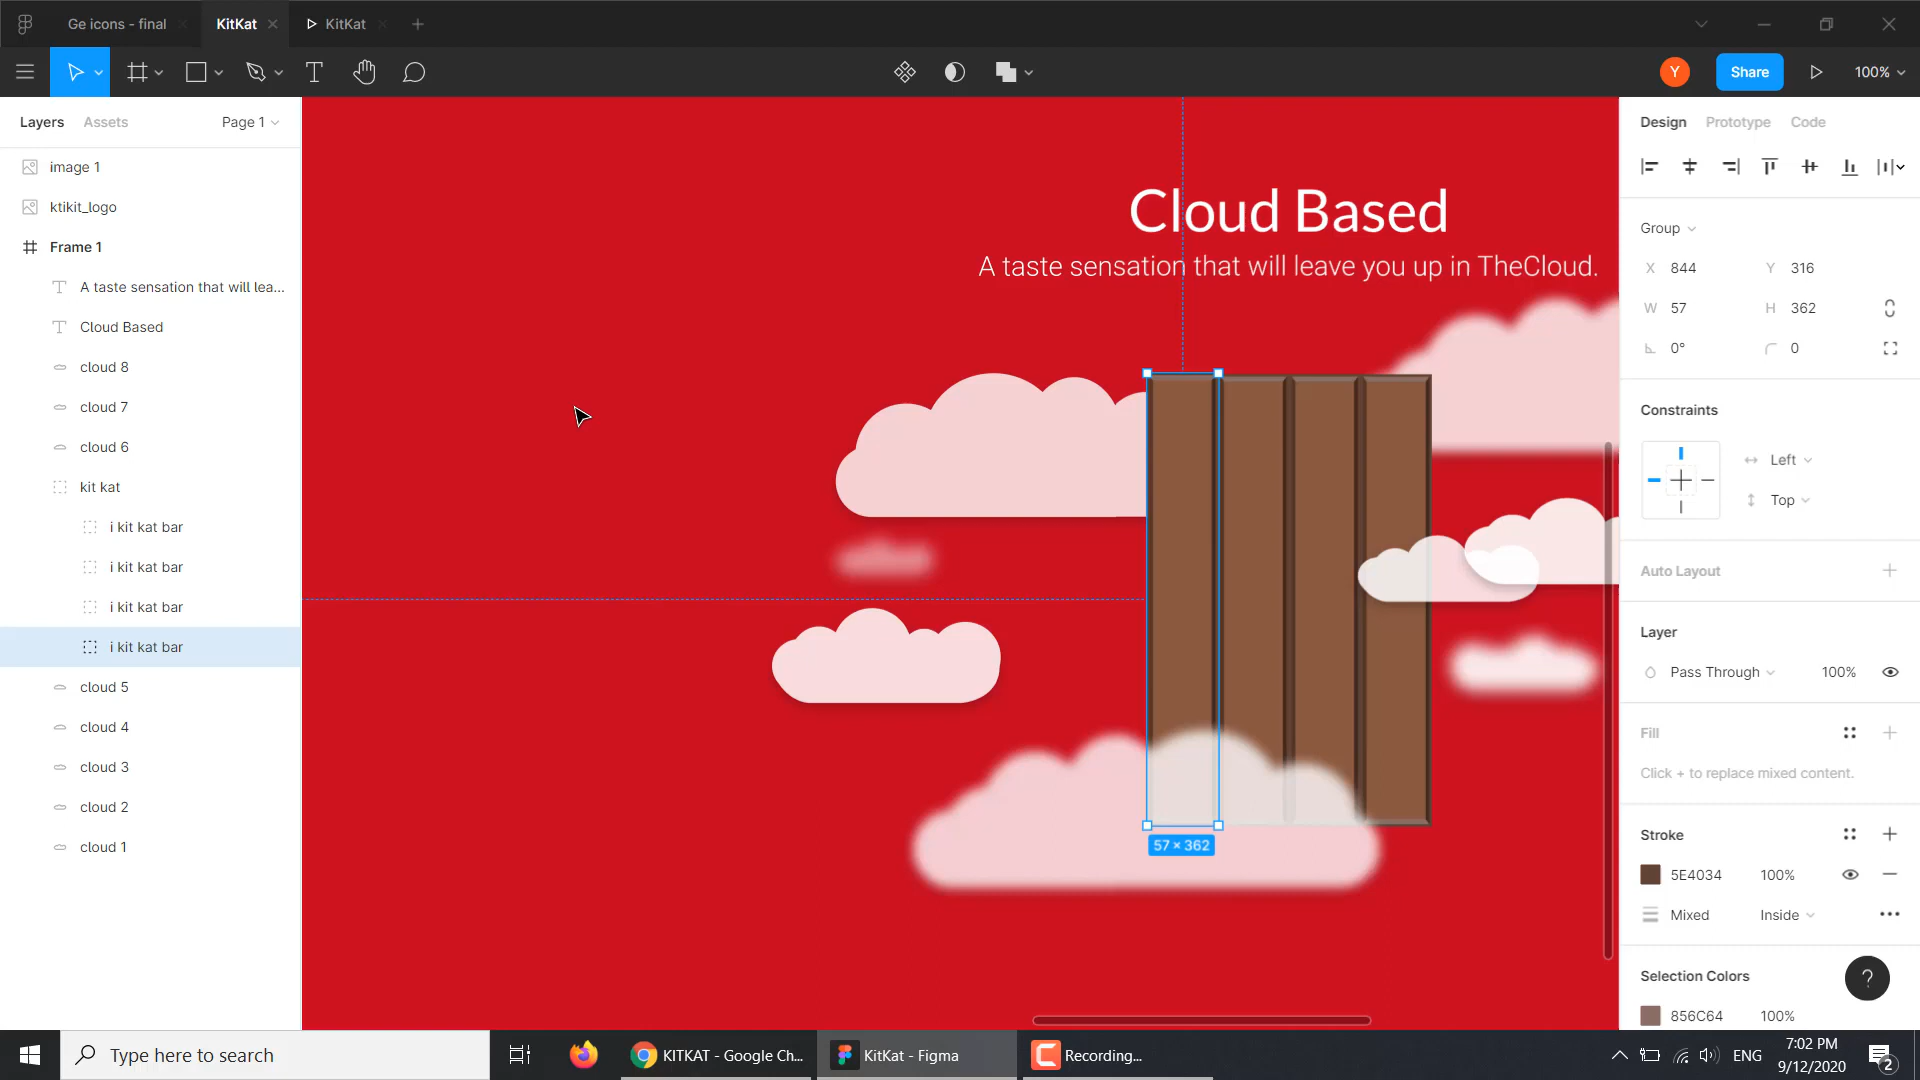 Ge icons - final
KitKat
KitKat
Y
Share
100%
Layers
Assets
Page 1
Design
Prototype
Code
image 1
ktikit_logo
Frame 1
A taste sensation that will lea...
Cloud Based
cloud 8
cloud 7
cloud 6
kit kat
i kit kat bar
i kit kat bar
i kit kat bar
i kit kat bar
cloud 5
cloud 4
cloud 3
cloud 2
cloud 1
Cloud Based
A taste sensation that will leave you up in TheCloud.
57 × 362
Group
X 844 Y 316
W 57 H 362
0° 0
Constraints
Left
Top
Auto Layout
Layer
Pass Through 100%
Fill
Click + to replace mixed content.
Stroke
5E4034 100%
Mixed Inside
Selection Colors
?
856C64 100%
Type here to search
KITKAT - Google Ch...
KitKat - Figma
Recording...
ENG
7:02 PM
9/12/2020
2